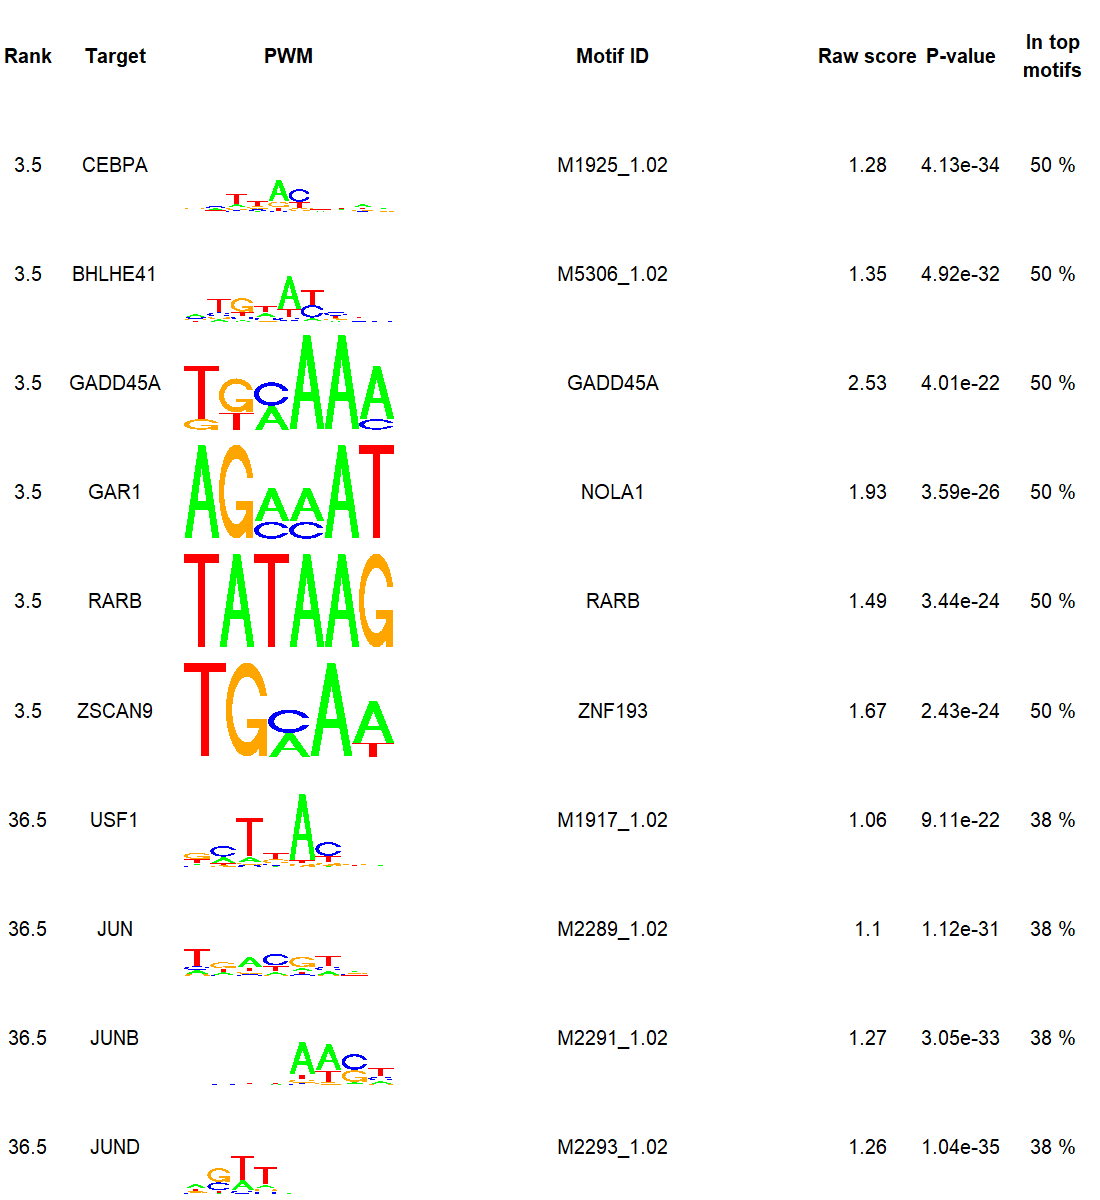 Rank Target PWM Motif ID Raw score P-value In top motifs
3.5 CEBPA M1925_1.02 1.28 4.13e-34 50 %
3.5 BHLHE41 M5306_1.02 1.35 4.92e-32 50 %
3.5 GADD45A GADD45A 2.53 4.01e-22 50 %
3.5 GAR1 NOLA1 1.93 3.59e-26 50 %
3.5 RARB TATAAG RARB 1.49 3.44e-24 50 %
3.5 ZSCAN9 ZNF193 1.67 2.43e-24 50 %
36.5 USF1 M1917_1.02 1.06 9.11e-22 38 %
36.5 JUN M2289_1.02 1.1 1.12e-31 38 %
36.5 JUNB M2291_1.02 1.27 3.05e-33 38 %
36.5 JUND M2293_1.02 1.26 1.04e-35 38 %